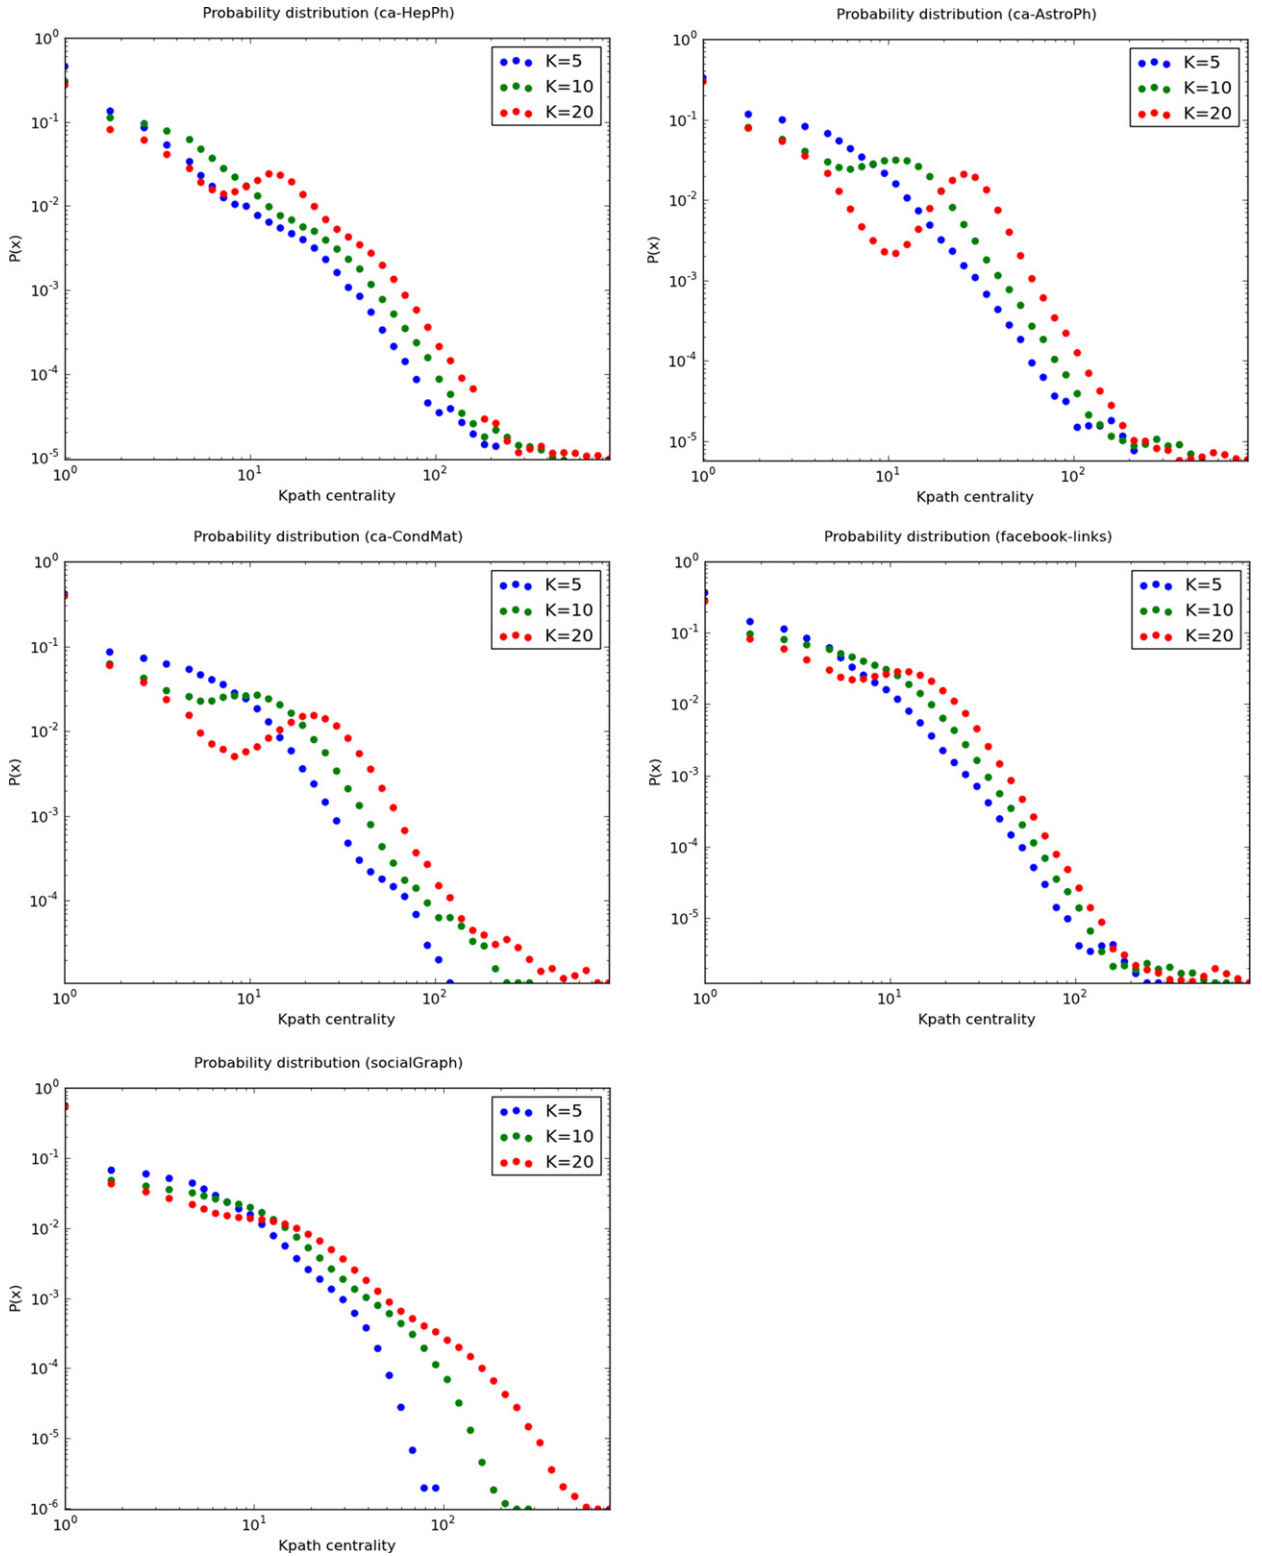 Probability distribution (ca-HepPh)
10^0
10^-1
10^-2
10^-3
10^-4
10^-5
P(x)
K=5
K=10
K=20
10^0 10^1 10^2
Kpath centrality
Probability distribution (ca-AstroPh)
10^0
10^-1
10^-2
10^-3
10^-4
10^-5
P(x)
K=5
K=10
K=20
10^0 10^1 10^2
Kpath centrality
Probability distribution (ca-CondMat)
10^0
10^-1
10^-2
10^-3
10^-4
P(x)
K=5
K=10
K=20
10^0 10^1 10^2
Kpath centrality
Probability distribution (facebook-links)
10^0
10^-1
10^-2
10^-3
10^-4
10^-5
P(x)
K=5
K=10
K=20
10^0 10^1 10^2
Kpath centrality
Probability distribution (socialGraph)
10^0
10^-1
10^-2
10^-3
10^-4
10^-5
10^-6
P(x)
K=5
K=10
K=20
10^0 10^1 10^2
Kpath centrality